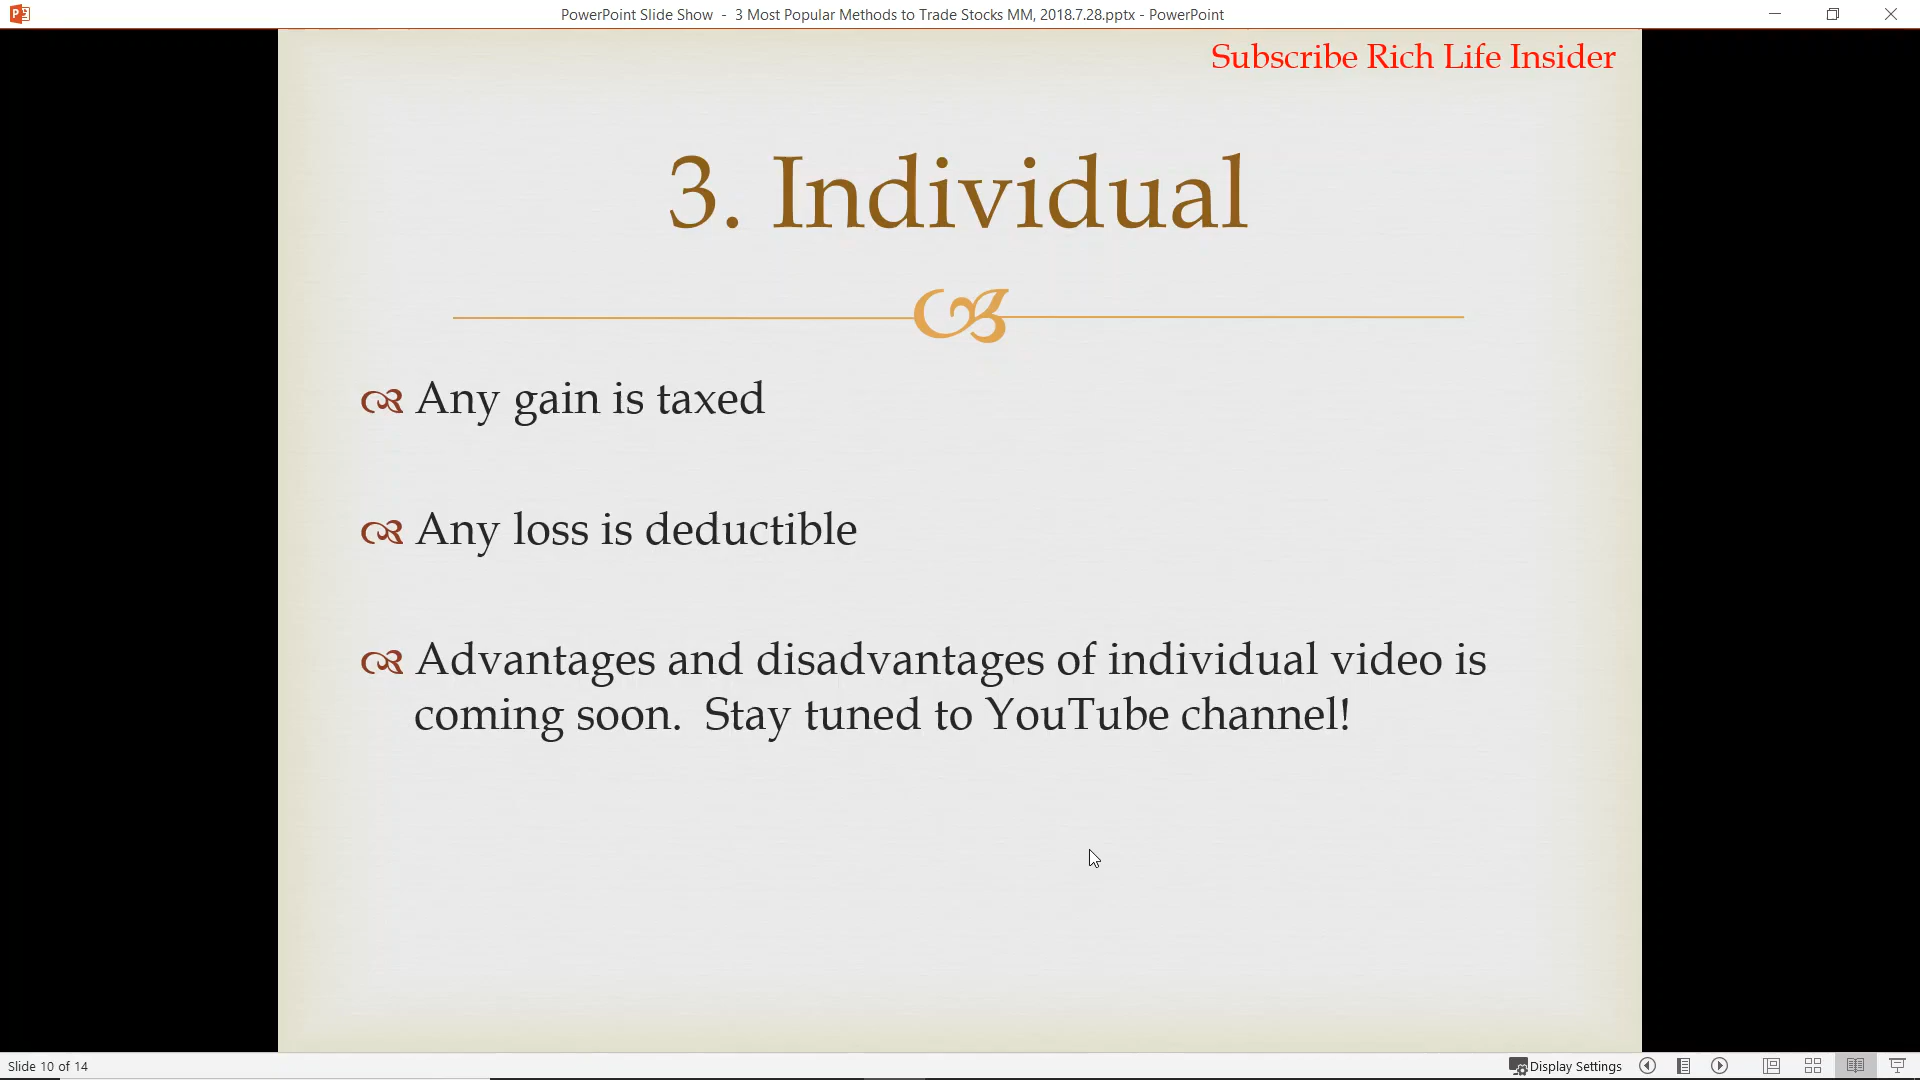 PowerPoint Slide Show - 3 Most Popular Methods to Trade Stocks MM, 2018.7.28.pptx - PowerPoint
Subscribe Rich Life Insider
3. Individual
Any gain is taxed
Any loss is deductible
Advantages and disadvantages of individual video is
coming soon. Stay tuned to YouTube channel!
Slide 10 of 14
Display Settings